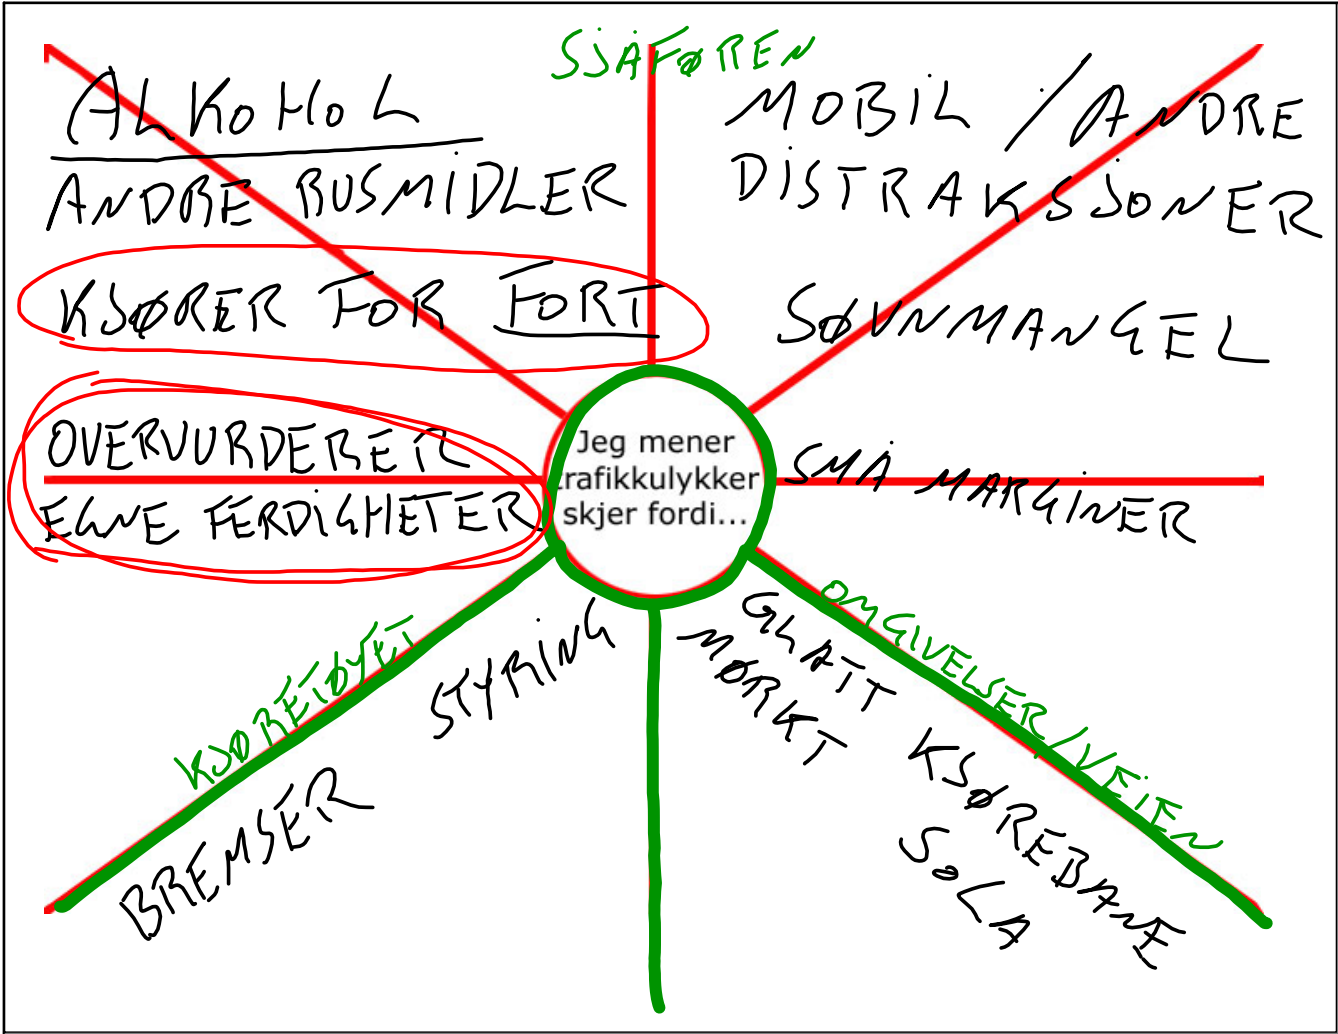 SJÅFØREN
ALKOHOL
ANDRE RUSMIDLER
KJØRER FOR FORT
OVERVURDERER
EGNE FERDIGHETER
MOBIL / ANDRE
DISTRAKSJONER
SØVNMANGEL
SMÅ MARGINER
Jeg mener
trafikkulykker
skjer fordi...
KJØRETØYET
STYRING
BREMSER
OMGIVELSER/VEIEN
GLATT KJØREBANE
MØRKT
SOLA